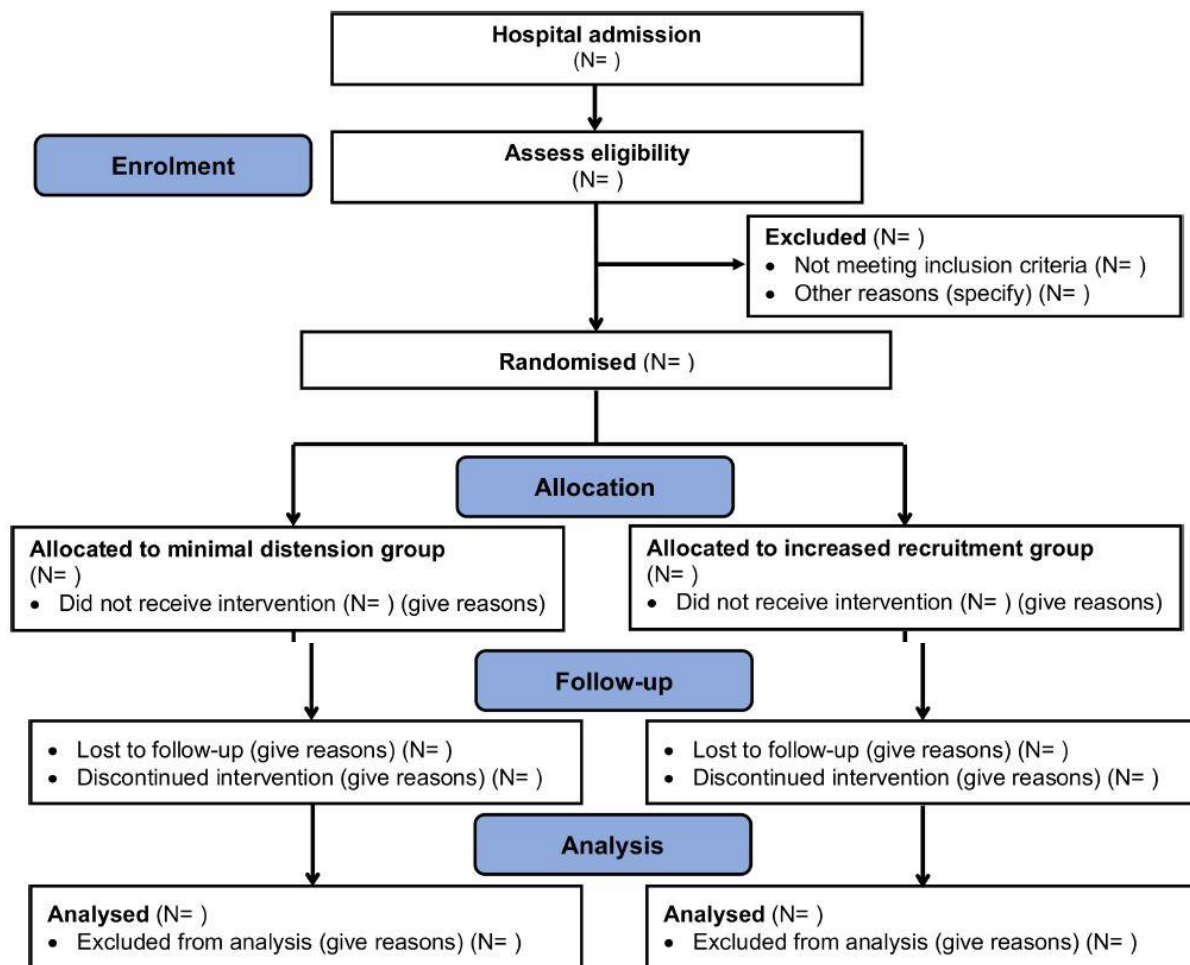 Hospital admission
(N= )
Enrolment
Assess eligibility
(N= )
Excluded (N= )
• Not meeting inclusion criteria (N= )
• Other reasons (specify) (N= )
Randomised (N= )
Allocation
Allocated to minimal distension group
(N= )
• Did not receive intervention (N= ) (give reasons)
Allocated to increased recruitment group
(N= )
• Did not receive intervention (N= ) (give reasons)
Follow-up
• Lost to follow-up (give reasons) (N= )
• Discontinued intervention (give reasons) (N= )
• Lost to follow-up (give reasons) (N= )
• Discontinued intervention (give reasons) (N= )
Analysis
Analysed (N= )
• Excluded from analysis (give reasons) (N= )
Analysed (N= )
• Excluded from analysis (give reasons) (N= )